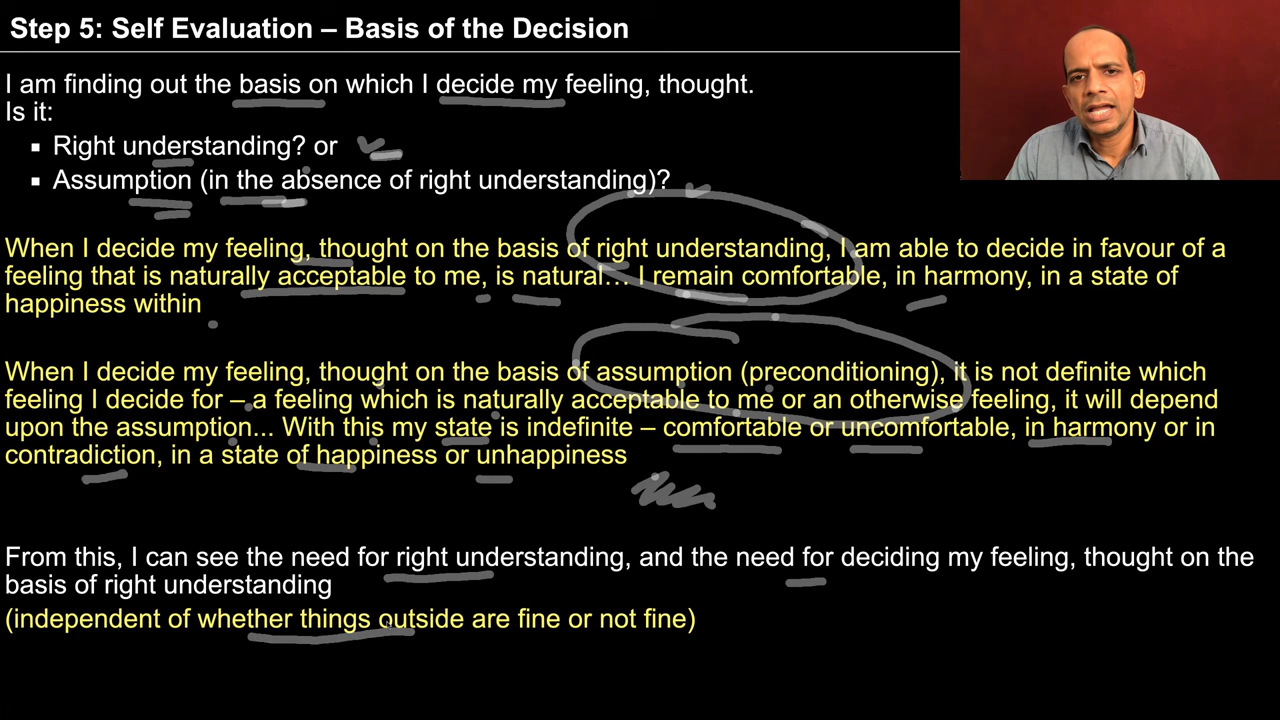 Step 5: Self Evaluation – Basis of the Decision
I am finding out the basis on which I decide my feeling, thought.
Is it:
▪ Right understanding? or
▪ Assumption (in the absence of right understanding)?
When I decide my feeling, thought on the basis of right understanding, I am able to decide in favour of a
feeling that is naturally acceptable to me, is natural… I remain comfortable, in harmony, in a state of
happiness within
When I decide my feeling, thought on the basis of assumption (preconditioning), it is not definite which
feeling I decide for – a feeling which is naturally acceptable to me or an otherwise feeling, it will depend
upon the assumption... With this my state is indefinite – comfortable or uncomfortable, in harmony or in
contradiction, in a state of happiness or unhappiness
From this, I can see the need for right understanding, and the need for deciding my feeling, thought on the
basis of right understanding
(independent of whether things outside are fine or not fine)